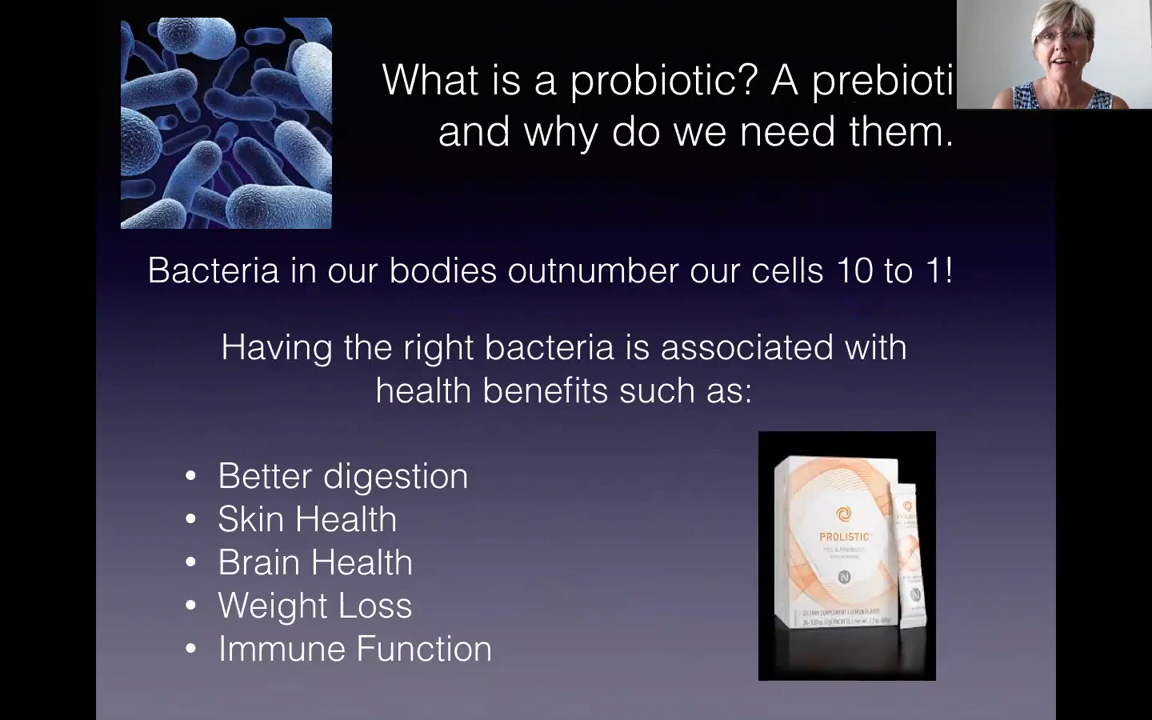 What is a probiotic? A prebioti
and why do we need them.
Bacteria in our bodies outnumber our cells 10 to 1!
Having the right bacteria is associated with
health benefits such as:
• Better digestion
• Skin Health
• Brain Health
• Weight Loss
• Immune Function
PROLISTIC
N
DIETARY SUPPLEMENT
N